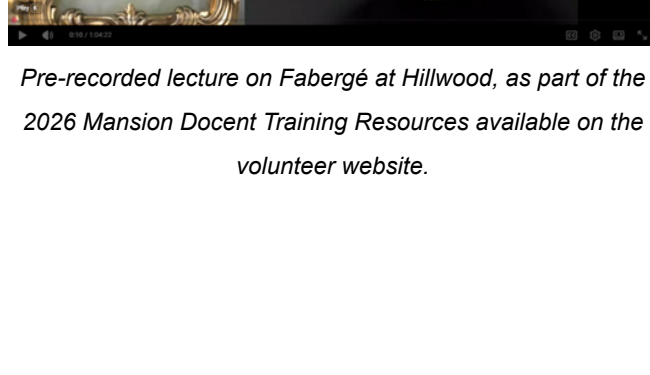 Play K
0:10 / 1:04:22
Pre-recorded lecture on Fabergé at Hillwood, as part of the
2026 Mansion Docent Training Resources available on the
volunteer website.